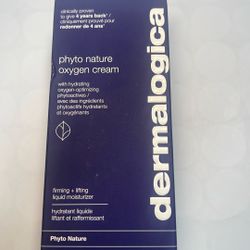 clinically proven
to give 4 years back*/
cliniquement prouvé pour
redonner de 4 ans*
phyto nature
oxygen cream
with hydrating
oxygen-optimizing
phytoactives /
avec des ingrédients
phytoactifs hydratants
et oxygénants
firming + lifting
liquid moisturizer
hydratant liquide
liftant et raffermissant
Phyto Nature
dermalogica